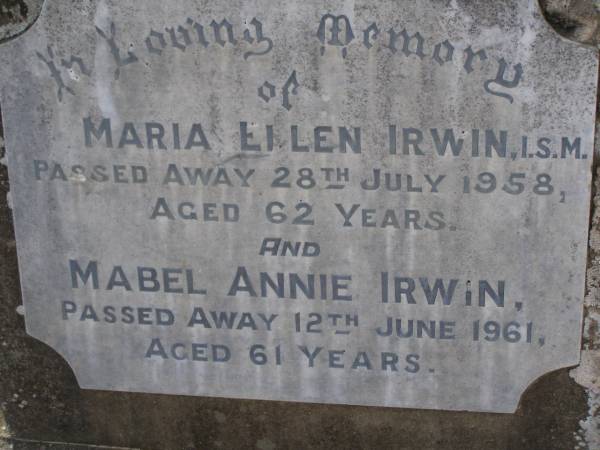 In Loving Memory
of
MARIA ELLEN IRWIN, I.S.M.
PASSED AWAY 28TH JULY 1958,
AGED 62 YEARS.
AND
MABEL ANNIE IRWIN,
PASSED AWAY 12TH JUNE 1961,
AGED 61 YEARS.